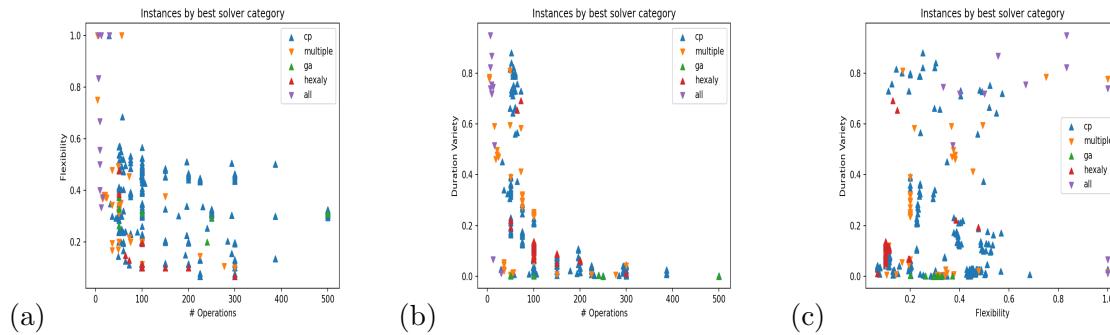 Instances by best solver category
1.0
0.8
0.6
0.4
0.2
Flexibility
0
100
200
300
400
500
# Operations
cp
multiple
ga
hexaly
all
(a)
Instances by best solver category
0.8
0.6
0.4
0.2
0.0
Duration Variety
0
100
200
300
400
500
# Operations
cp
multiple
ga
hexaly
all
(b)
Instances by best solver category
0.8
0.6
0.4
0.2
0.0
Duration Variety
0.2
0.4
0.6
0.8
1.0
Flexibility
cp
multiple
ga
hexaly
all
(c)